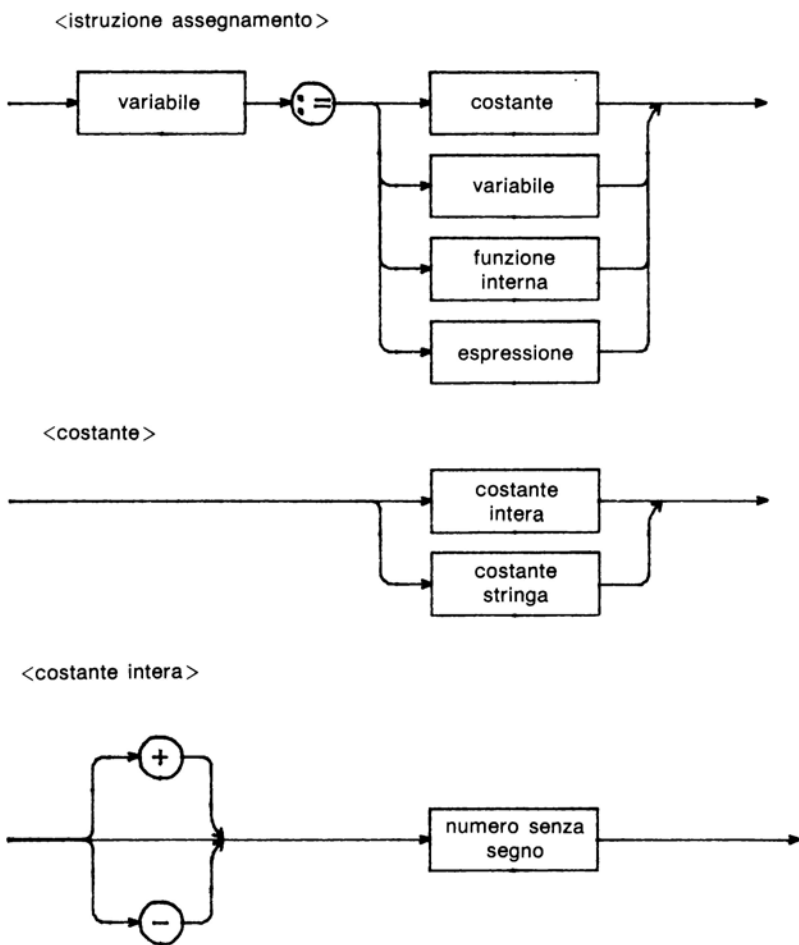 <istruzione assegnamento>
variabile
:=
costante
variabile
funzione
interna
espressione
<costante>
costante
intera
costante
stringa
<costante intera>
+
numero senza
segno
−